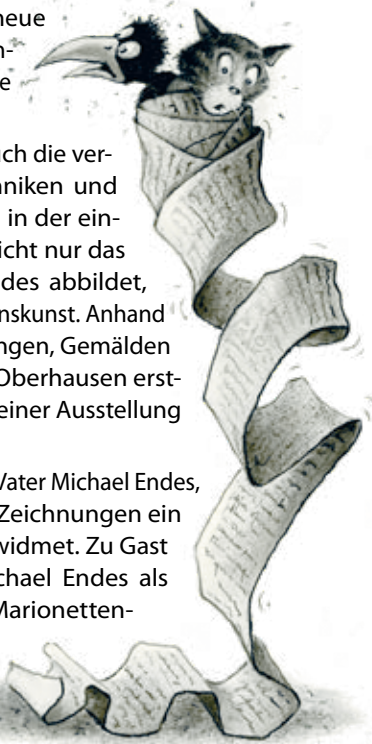 neue
n-
e
uch die ver-
niken und
in der ein-
icht nur das
des abbildet,
nskunst. Anhand
ngen, Gemälden
Oberhausen erst-
einer Ausstellung
Vater Michael Endes,
Zeichnungen ein
widmet. Zu Gast
chael Endes als
Marionetten-